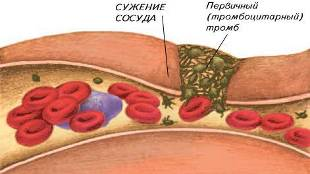 СУЖЕНИЕ
СОСУДА
Первичный
(тромбоцитарный)
тромб